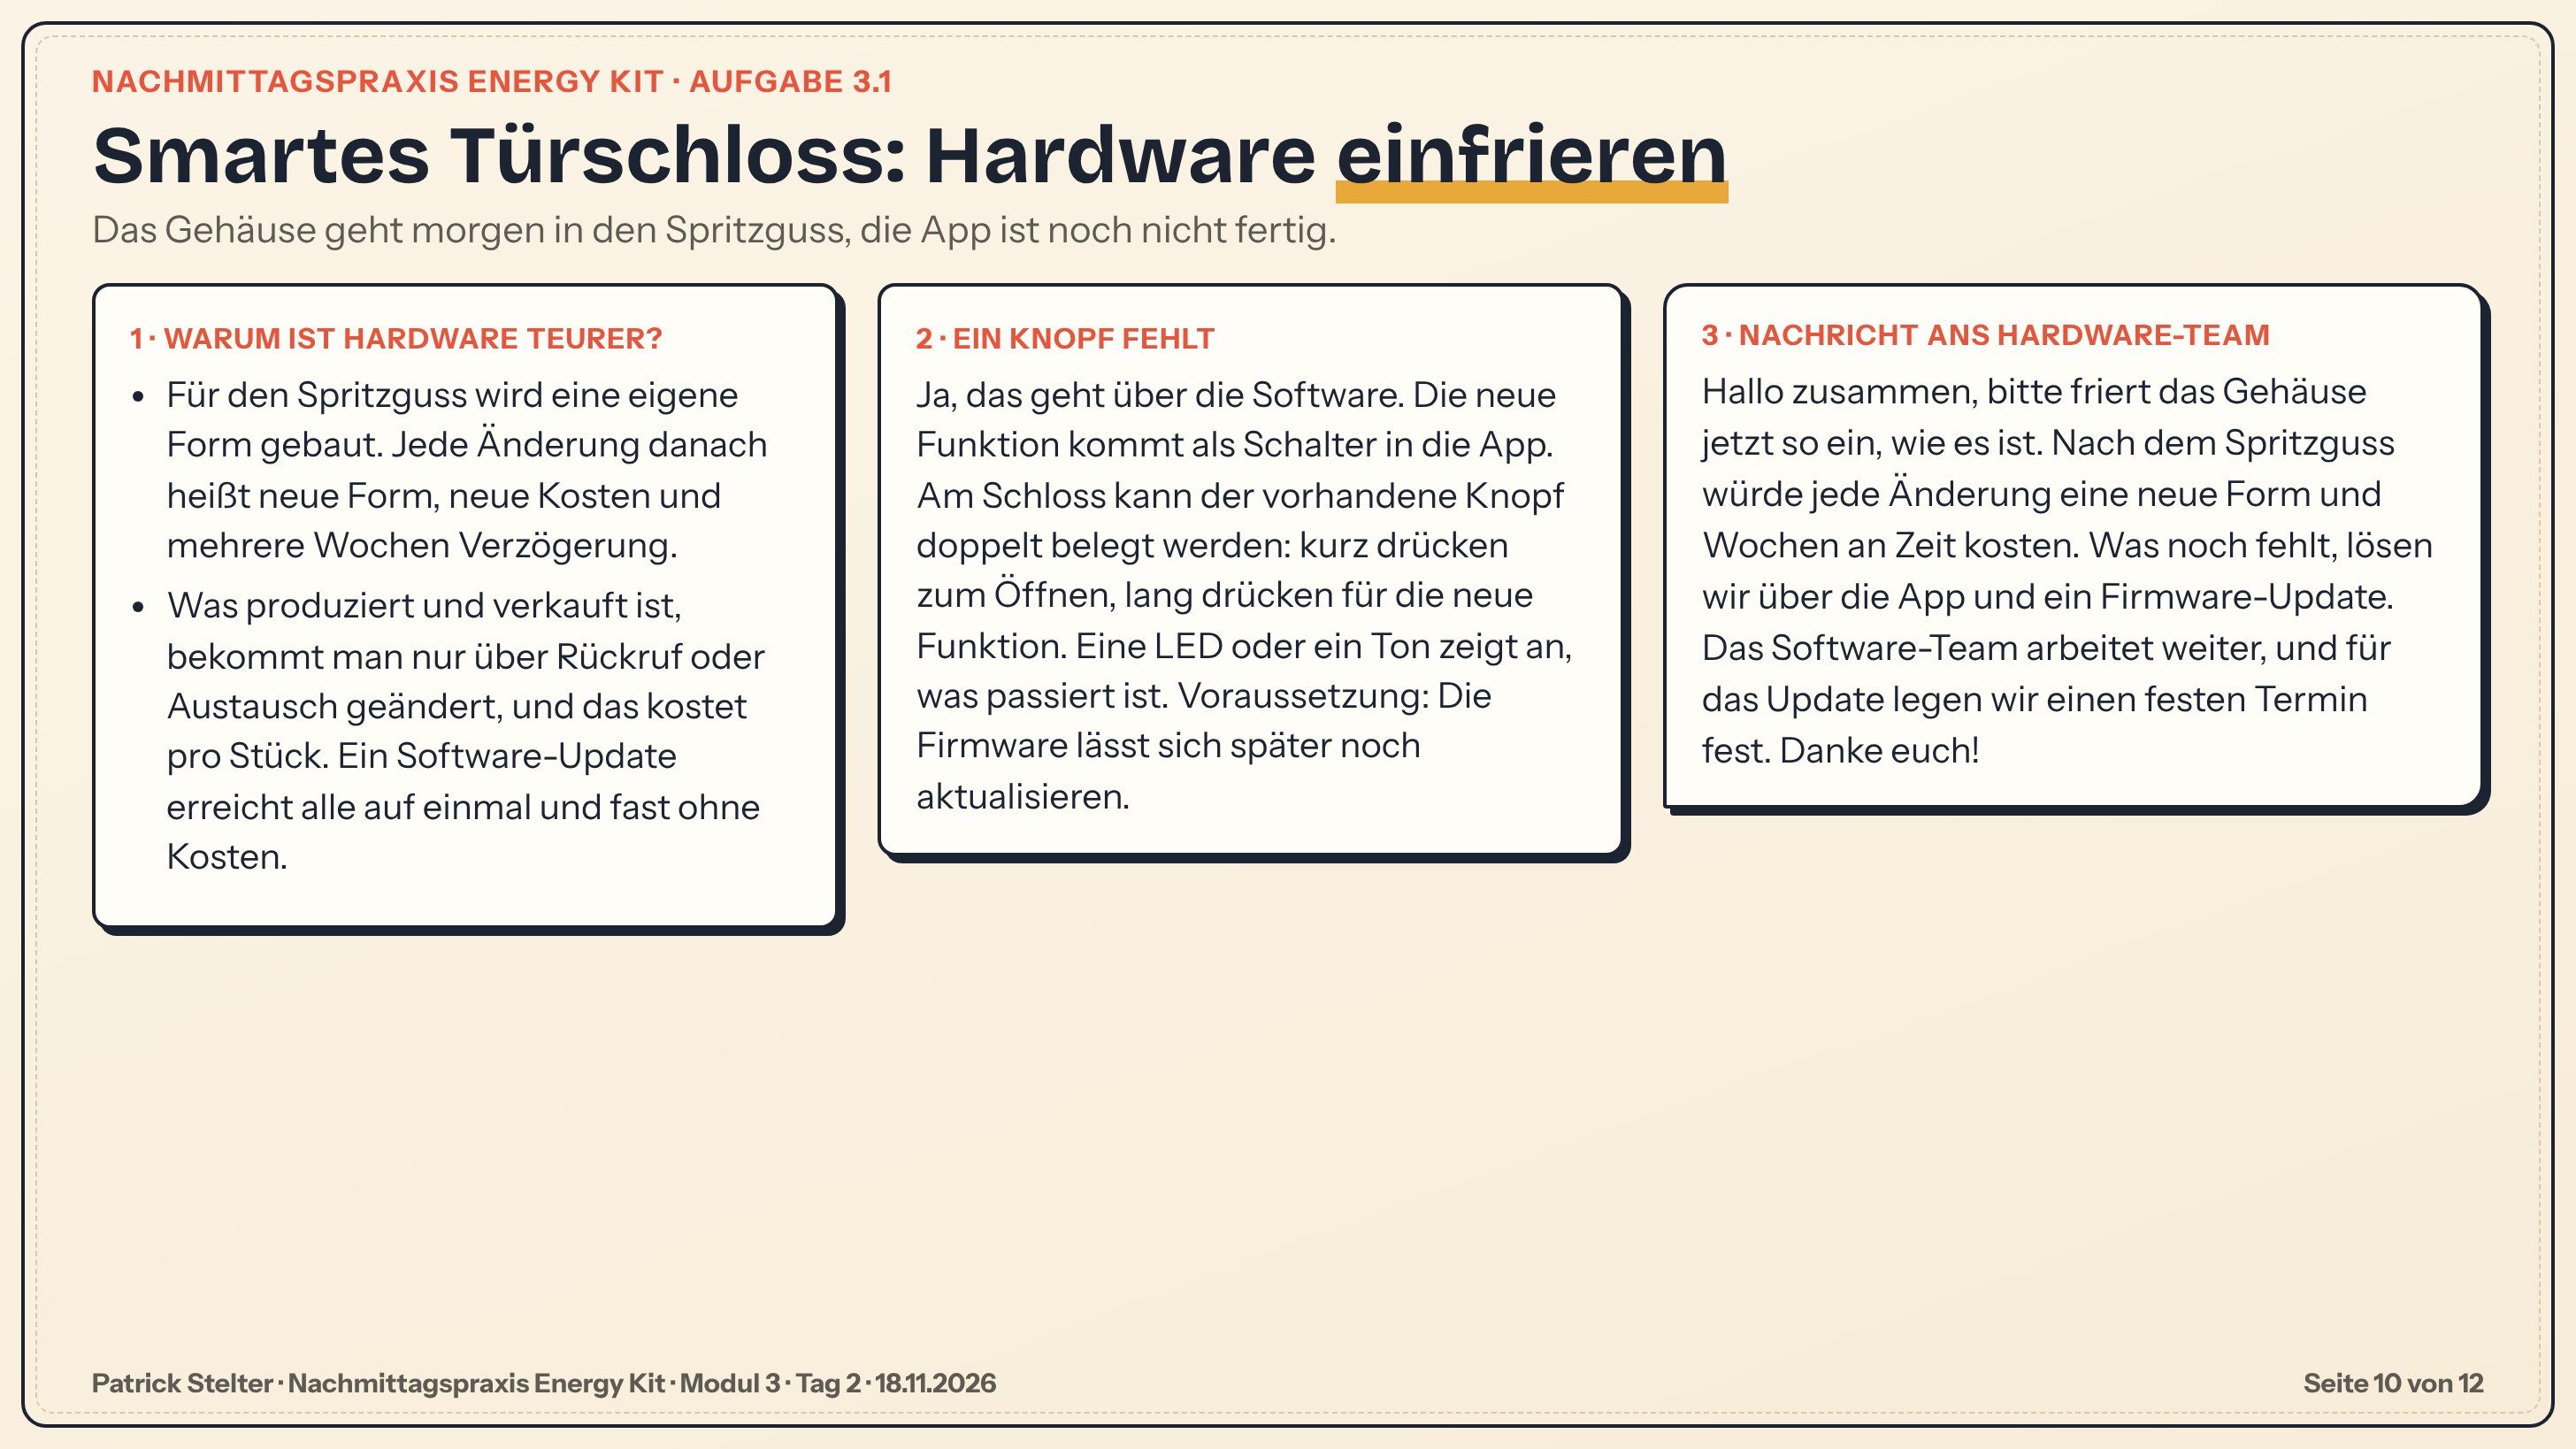 NACHMITTAGSPRAXIS ENERGY KIT · AUFGABE 3.1
Smartes Türschloss: Hardware einfrieren
Das Gehäuse geht morgen in den Spritzguss, die App ist noch nicht fertig.
1 · WARUM IST HARDWARE TEURER?
• Für den Spritzguss wird eine eigene
Form gebaut. Jede Änderung danach
heißt neue Form, neue Kosten und
mehrere Wochen Verzögerung.
• Was produziert und verkauft ist,
bekommt man nur über Rückruf oder
Austausch geändert, und das kostet
pro Stück. Ein Software-Update
erreicht alle auf einmal und fast ohne
Kosten.
2 · EIN KNOPF FEHLT
Ja, das geht über die Software. Die neue
Funktion kommt als Schalter in die App.
Am Schloss kann der vorhandene Knopf
doppelt belegt werden: kurz drücken
zum Öffnen, lang drücken für die neue
Funktion. Eine LED oder ein Ton zeigt an,
was passiert ist. Voraussetzung: Die
Firmware lässt sich später noch
aktualisieren.
3 · NACHRICHT ANS HARDWARE-TEAM
Hallo zusammen, bitte friert das Gehäuse
jetzt so ein, wie es ist. Nach dem Spritzguss
würde jede Änderung eine neue Form und
Wochen an Zeit kosten. Was noch fehlt, lösen
wir über die App und ein Firmware-Update.
Das Software-Team arbeitet weiter, und für
das Update legen wir einen festen Termin
fest. Danke euch!
Patrick Stelter · Nachmittagspraxis Energy Kit · Modul 3 · Tag 2 · 18.11.2026
Seite 10 von 12